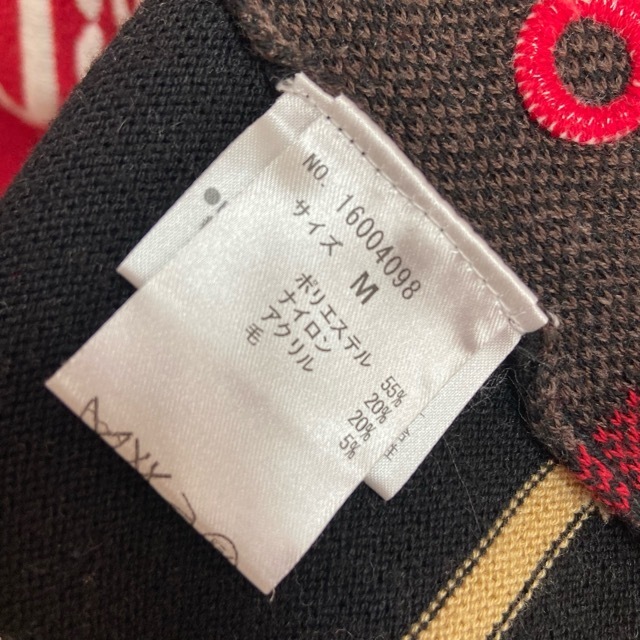 NO. 16004098
サイズ M
ポリエステル 55%
ナイロン 20%
アクリル 20%
毛 5%